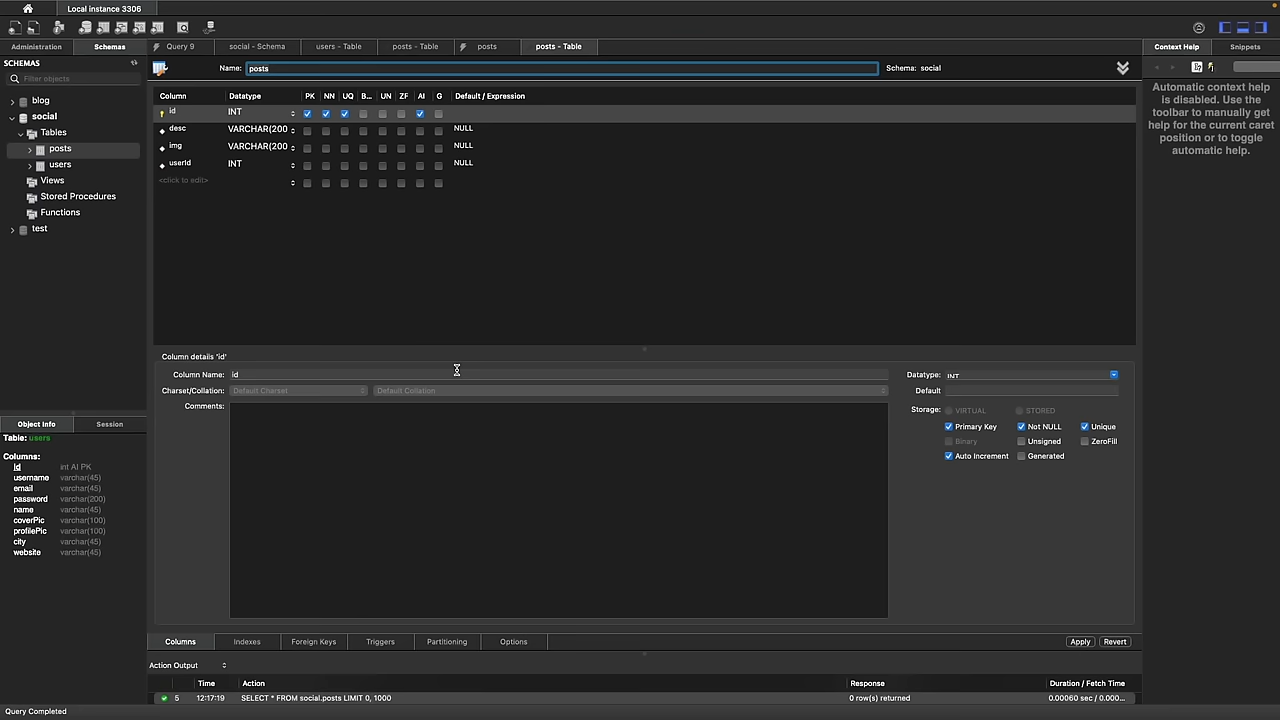 Local instance 3306
Administration
Schemas
Query 9
social - Schema
users - Table
posts - Table
posts
posts - Table
Context Help
Snippets
SCHEMAS
Filter objects
blog
social
Tables
posts
users
Views
Stored Procedures
Functions
test
Name:
posts
Schema: social
Column
Datatype
PK
NN
UQ
B...
UN
ZF
AI
G
Default / Expression
id
INT
desc
VARCHAR(200
NULL
img
VARCHAR(200
NULL
userId
INT
NULL
<click to edit>
Automatic context help
is disabled. Use the
toolbar to manually get
help for the current caret
position or to toggle
automatic help.
Column details 'id'
Column Name:
id
Charset/Collation:
Default Charset
Default Collation
Comments:
Datatype:
INT
Default
Storage:
VIRTUAL
STORED
Primary Key
Not NULL
Unique
Binary
Unsigned
ZeroFill
Auto Increment
Generated
Object Info
Session
Table: users
Columns:
id int AI PK
username varchar(45)
email varchar(45)
password varchar(200)
name varchar(45)
coverPic varchar(100)
profilePic varchar(100)
city varchar(45)
website varchar(45)
Columns
Indexes
Foreign Keys
Triggers
Partitioning
Options
Apply
Revert
Action Output
Time
Action
Response
Duration / Fetch Time
5
12:17:19
SELECT * FROM social.posts LIMIT 0, 1000
0 row(s) returned
0.00060 sec / 0.000...
Query Completed